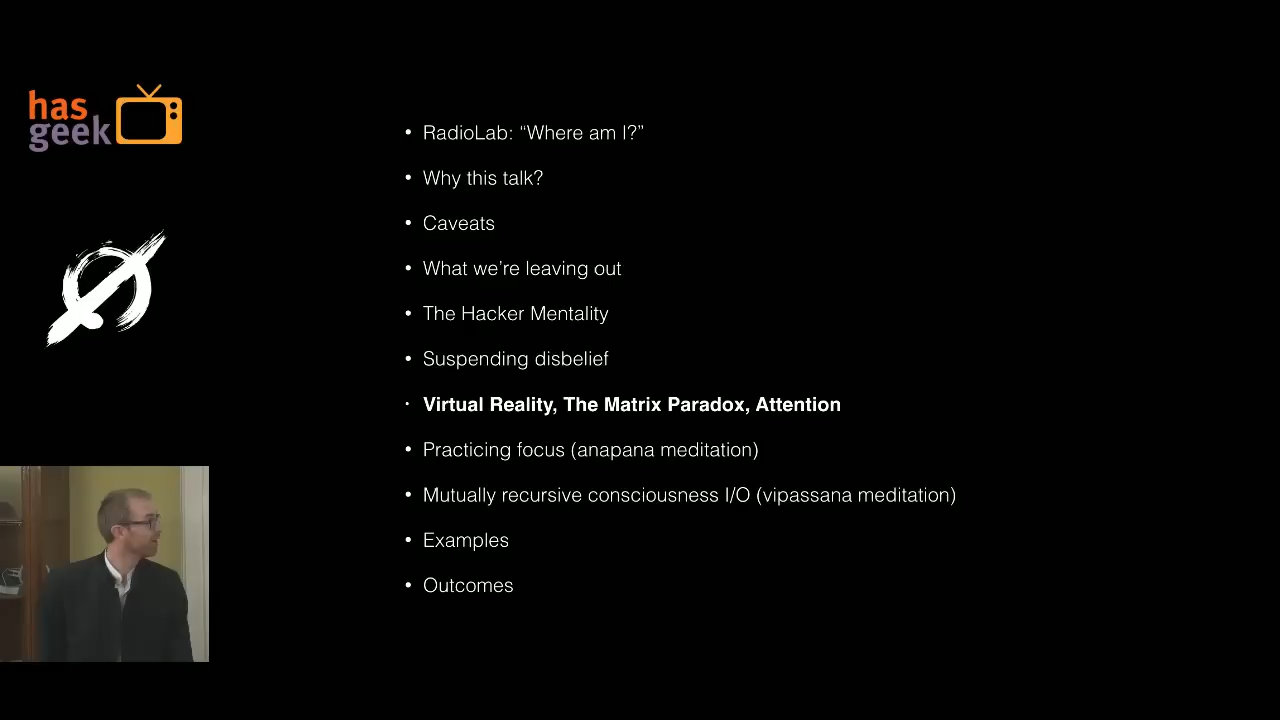 has
geek
• RadioLab: “Where am I?”
• Why this talk?
• Caveats
• What we’re leaving out
• The Hacker Mentality
• Suspending disbelief
• Virtual Reality, The Matrix Paradox, Attention
• Practicing focus (anapana meditation)
• Mutually recursive consciousness I/O (vipassana meditation)
• Examples
• Outcomes